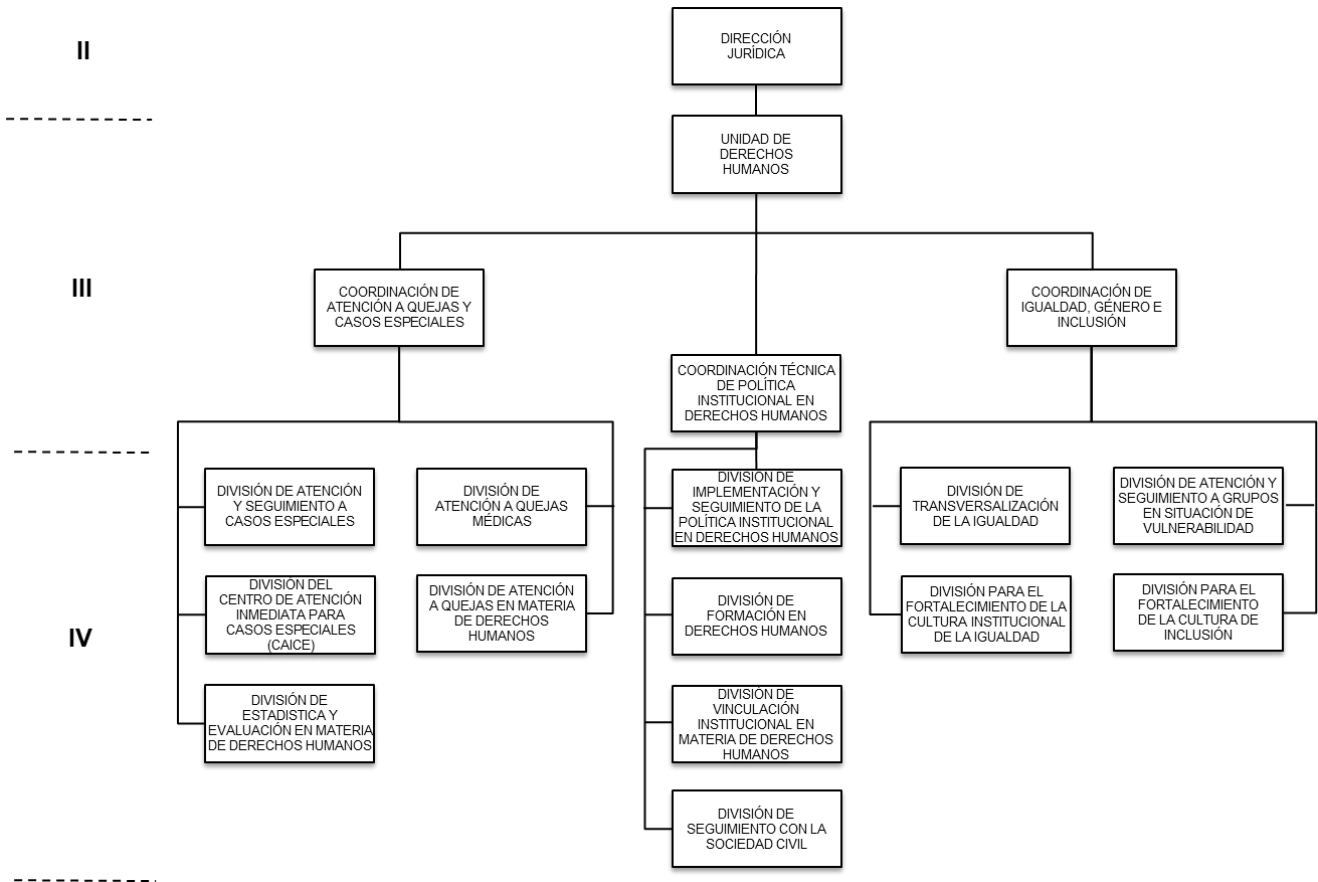 II
DIRECCIÓN
JURÍDICA
UNIDAD DE
DERECHOS
HUMANOS
III
COORDINACIÓN DE
ATENCIÓN A QUEJAS Y
CASOS ESPECIALES
COORDINACIÓN DE
IGUALDAD, GÉNERO E
INCLUSIÓN
COORDINACIÓN TÉCNICA
DE POLÍTICA
INSTITUCIONAL EN
DERECHOS HUMANOS
DIVISIÓN DE ATENCIÓN
Y SEGUIMIENTO A
CASOS ESPECIALES
DIVISIÓN DE
ATENCIÓN A QUEJAS
MÉDICAS
DIVISIÓN DE
IMPLEMENTACIÓN Y
SEGUIMIENTO DE LA
POLÍTICA INSTITUCIONAL
EN DERECHOS HUMANOS
DIVISIÓN DE
TRANSVERSALIZACIÓN
DE LA IGUALDAD
DIVISIÓN DE ATENCIÓN Y
SEGUIMIENTO A GRUPOS
EN SITUACIÓN DE
VULNERABILIDAD
IV
DIVISIÓN DEL
CENTRO DE ATENCIÓN
INMEDIATA PARA
CASOS ESPECIALES
(CAICE)
DIVISIÓN DE ATENCIÓN
A QUEJAS EN MATERIA
DE DERECHOS
HUMANOS
DIVISIÓN DE
FORMACIÓN EN
DERECHOS HUMANOS
DIVISIÓN PARA EL
FORTALECIMIENTO DE LA
CULTURA INSTITUCIONAL
DE LA IGUALDAD
DIVISIÓN PARA EL
FORTALECIMIENTO
DE LA CULTURA DE
INCLUSIÓN
DIVISIÓN DE
ESTADISTICA Y
EVALUACIÓN EN MATERIA
DE DERECHOS HUMANOS
DIVISIÓN DE
VINCULACIÓN
INSTITUCIONAL EN
MATERIA DE DERECHOS
HUMANOS
DIVISIÓN DE
SEGUIMIENTO CON LA
SOCIEDAD CIVIL